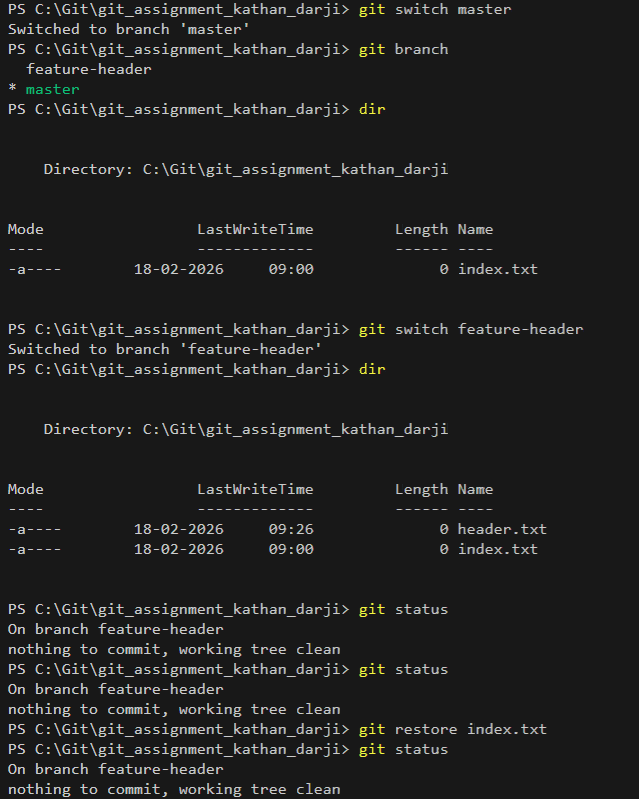 PS C:\Git\git_assignment_kathan_darji> git switch master
Switched to branch 'master'
PS C:\Git\git_assignment_kathan_darji> git branch
  feature-header
* master
PS C:\Git\git_assignment_kathan_darji> dir
    Directory: C:\Git\git_assignment_kathan_darji
Mode                 LastWriteTime         Length Name
----                 -------------         ------ ----
-a----        18-02-2026     09:00              0 index.txt
PS C:\Git\git_assignment_kathan_darji> git switch feature-header
Switched to branch 'feature-header'
PS C:\Git\git_assignment_kathan_darji> dir
    Directory: C:\Git\git_assignment_kathan_darji
Mode                 LastWriteTime         Length Name
----                 -------------         ------ ----
-a----        18-02-2026     09:26              0 header.txt
-a----        18-02-2026     09:00              0 index.txt
PS C:\Git\git_assignment_kathan_darji> git status
On branch feature-header
nothing to commit, working tree clean
PS C:\Git\git_assignment_kathan_darji> git status
On branch feature-header
nothing to commit, working tree clean
PS C:\Git\git_assignment_kathan_darji> git restore index.txt
PS C:\Git\git_assignment_kathan_darji> git status
On branch feature-header
nothing to commit, working tree clean